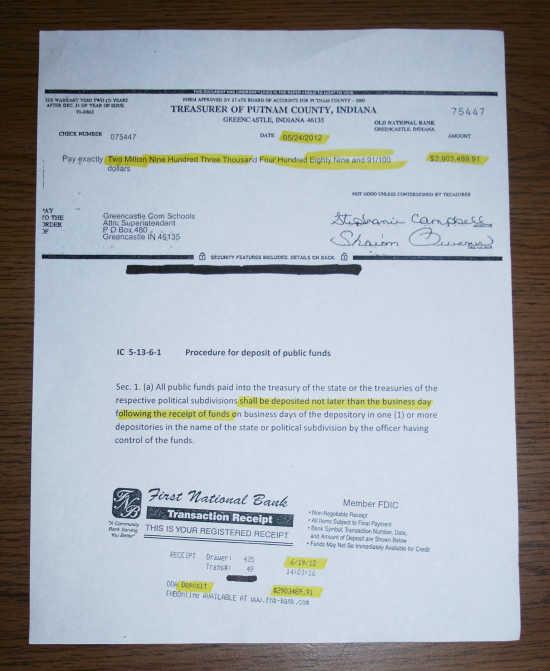 THIS WARRANT VOID TWO (2) YEARS
AFTER DEC. 31 OF YEAR OF ISSUE
FORM APPROVED BY STATE BOARD OF ACCOUNTS FOR PUTNAM COUNTY
TREASURER OF PUTNAM COUNTY, INDIANA
GREENCASTLE, INDIANA 46135
75447
OLD NATIONAL BANK
GREENCASTLE, INDIANA
CHECK NUMBER 075447
DATE 05/24/2012
AMOUNT
Pay exactly Two Million Nine Hundred Three Thousand Four Hundred Eighty Nine and 91/100
dollars
$2,903,489.91
NOT GOOD UNLESS COUNTERSIGNED BY TREASURER
PAY
TO THE
ORDER
OF
Greencastle Com Schools
Attn: Superintendent
P O Box 480
Greencastle IN 46135
Stephanie Campbell
SECURITY FEATURES INCLUDED. DETAILS ON BACK.
IC 5-13-6-1 Procedure for deposit of public funds
Sec. 1. (a) All public funds paid into the treasury of the state or the treasuries of the
respective political subdivisions shall be deposited not later than the business day
following the receipt of funds on business days of the depository in one (1) or more
depositories in the name of the state or political subdivision by the officer having
control of the funds.
FNB
"A Community
Bank Serving
You Better"
First National Bank
Transaction Receipt
THIS IS YOUR REGISTERED RECEIPT
Member FDIC
• Non-Negotiable Receipt
• All Items Subject to Final Payment
• Bank Symbol, Transaction Number, Date,
and Amount of Deposit are Shown Below
• Funds May Not Be Immediately Available for Credit
RECEIPT Drawer: 425
Trans#: 49
6/19/12
DDA Deposit $2903489.91
FNBOnline AVAILABLE AT www.fnb-bank.com